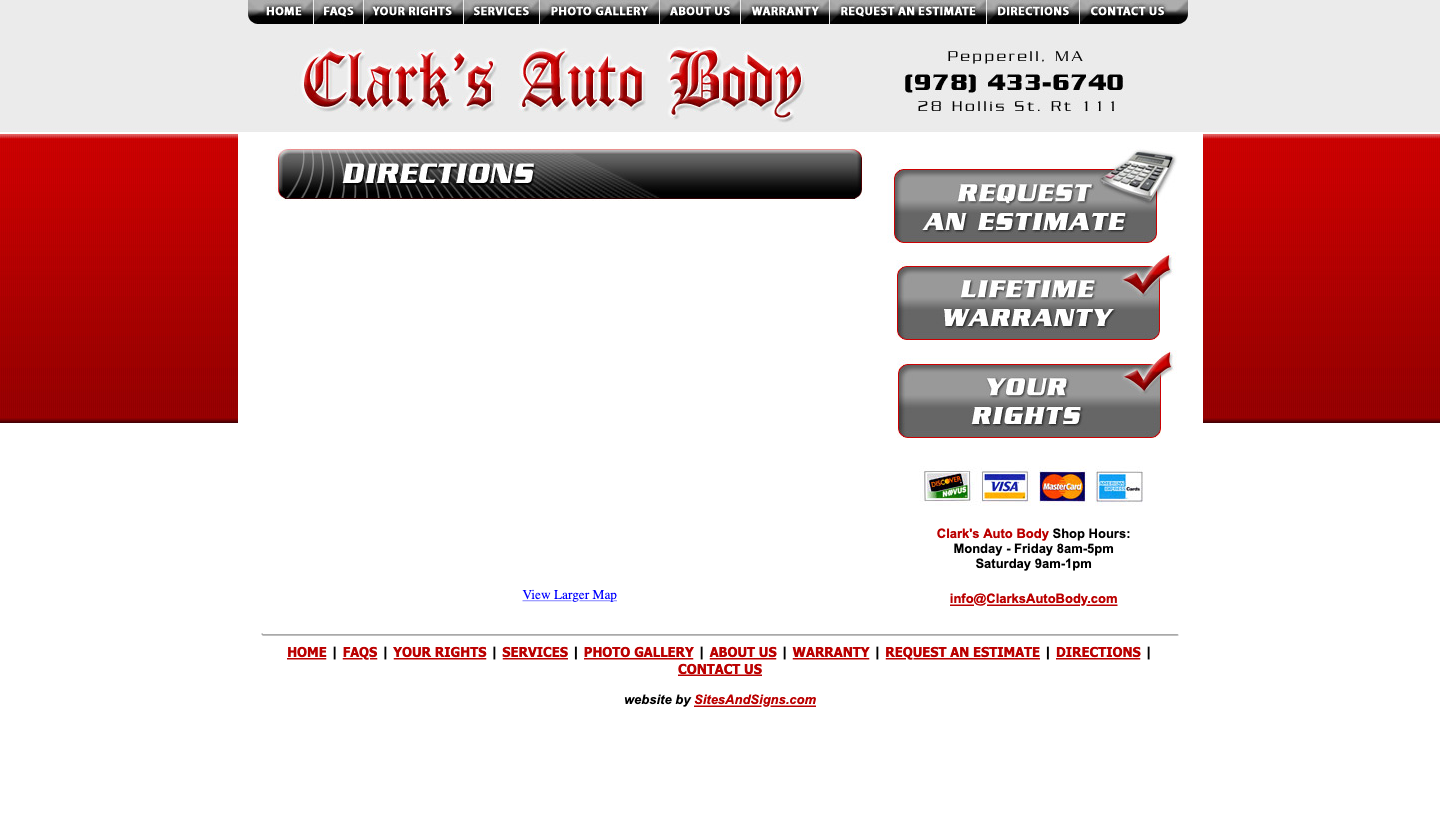 HOME FAQS YOUR RIGHTS SERVICES PHOTO GALLERY ABOUT US WARRANTY REQUEST AN ESTIMATE DIRECTIONS CONTACT US
Clark's Auto Body
Pepperell, MA
(978) 433-6740
28 Hollis St. Rt 111
DIRECTIONS
REQUEST
AN ESTIMATE
LIFETIME
WARRANTY
YOUR
RIGHTS
DISCOVER NOVUS VISA MasterCard AMERICAN EXPRESS Cards
Clark's Auto Body Shop Hours:
Monday - Friday 8am-5pm
Saturday 9am-1pm
View Larger Map
info@ClarksAutoBody.com
HOME | FAQS | YOUR RIGHTS | SERVICES | PHOTO GALLERY | ABOUT US | WARRANTY | REQUEST AN ESTIMATE | DIRECTIONS |
CONTACT US
website by SitesAndSigns.com